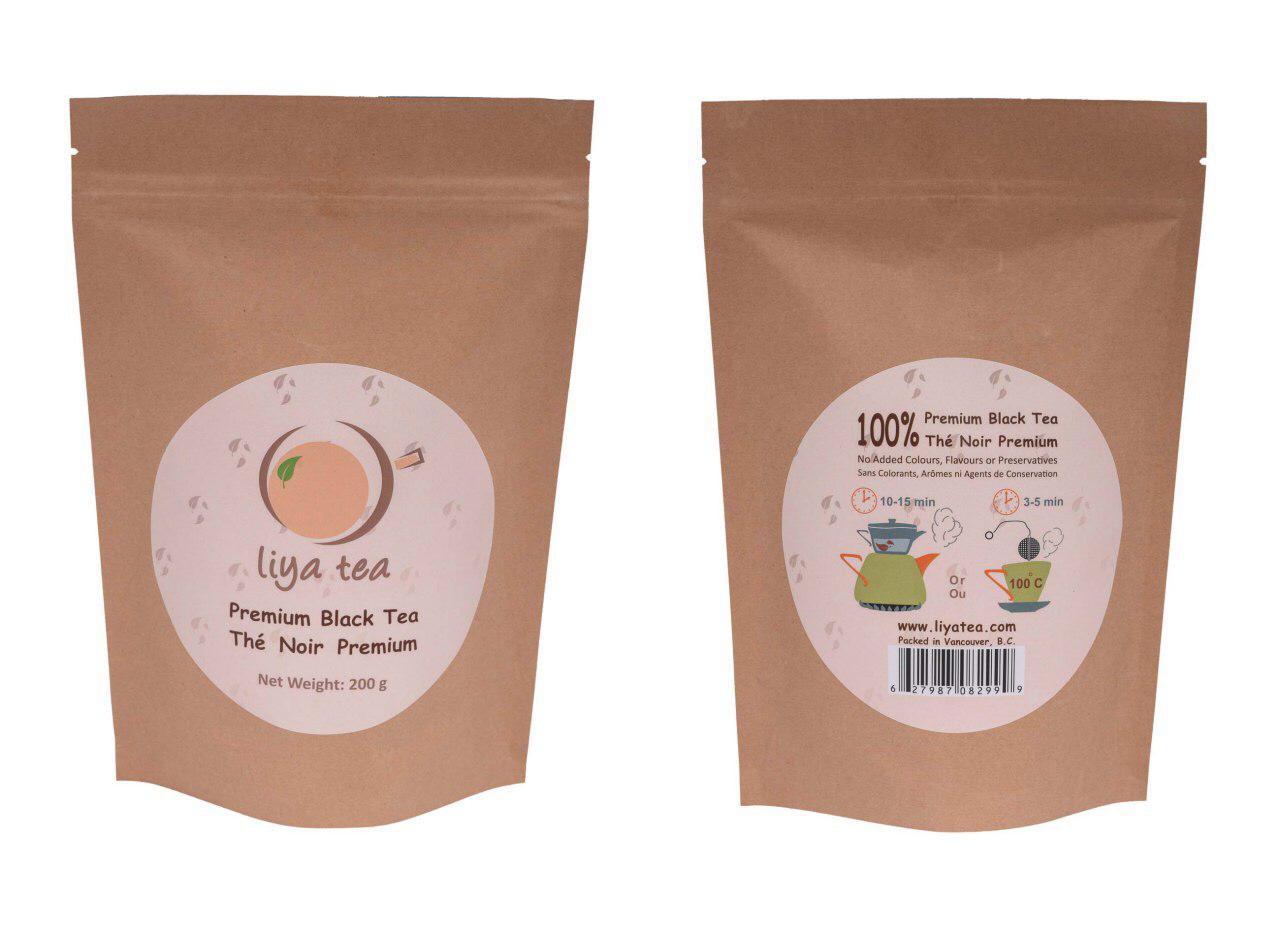 liya tea
Premium Black Tea
Thé Noir Premium
Net Weight: 200 g
100% Premium Black Tea
Thé Noir Premium
No Added Colours, Flavours or Preservatives
Sans Colorants, Arômes ni Agents de Conservation
10-15 min
3-5 min
Or
Ou
100°C
www.liyatea.com
Packed in Vancouver, B.C.
6 27987 08299 9